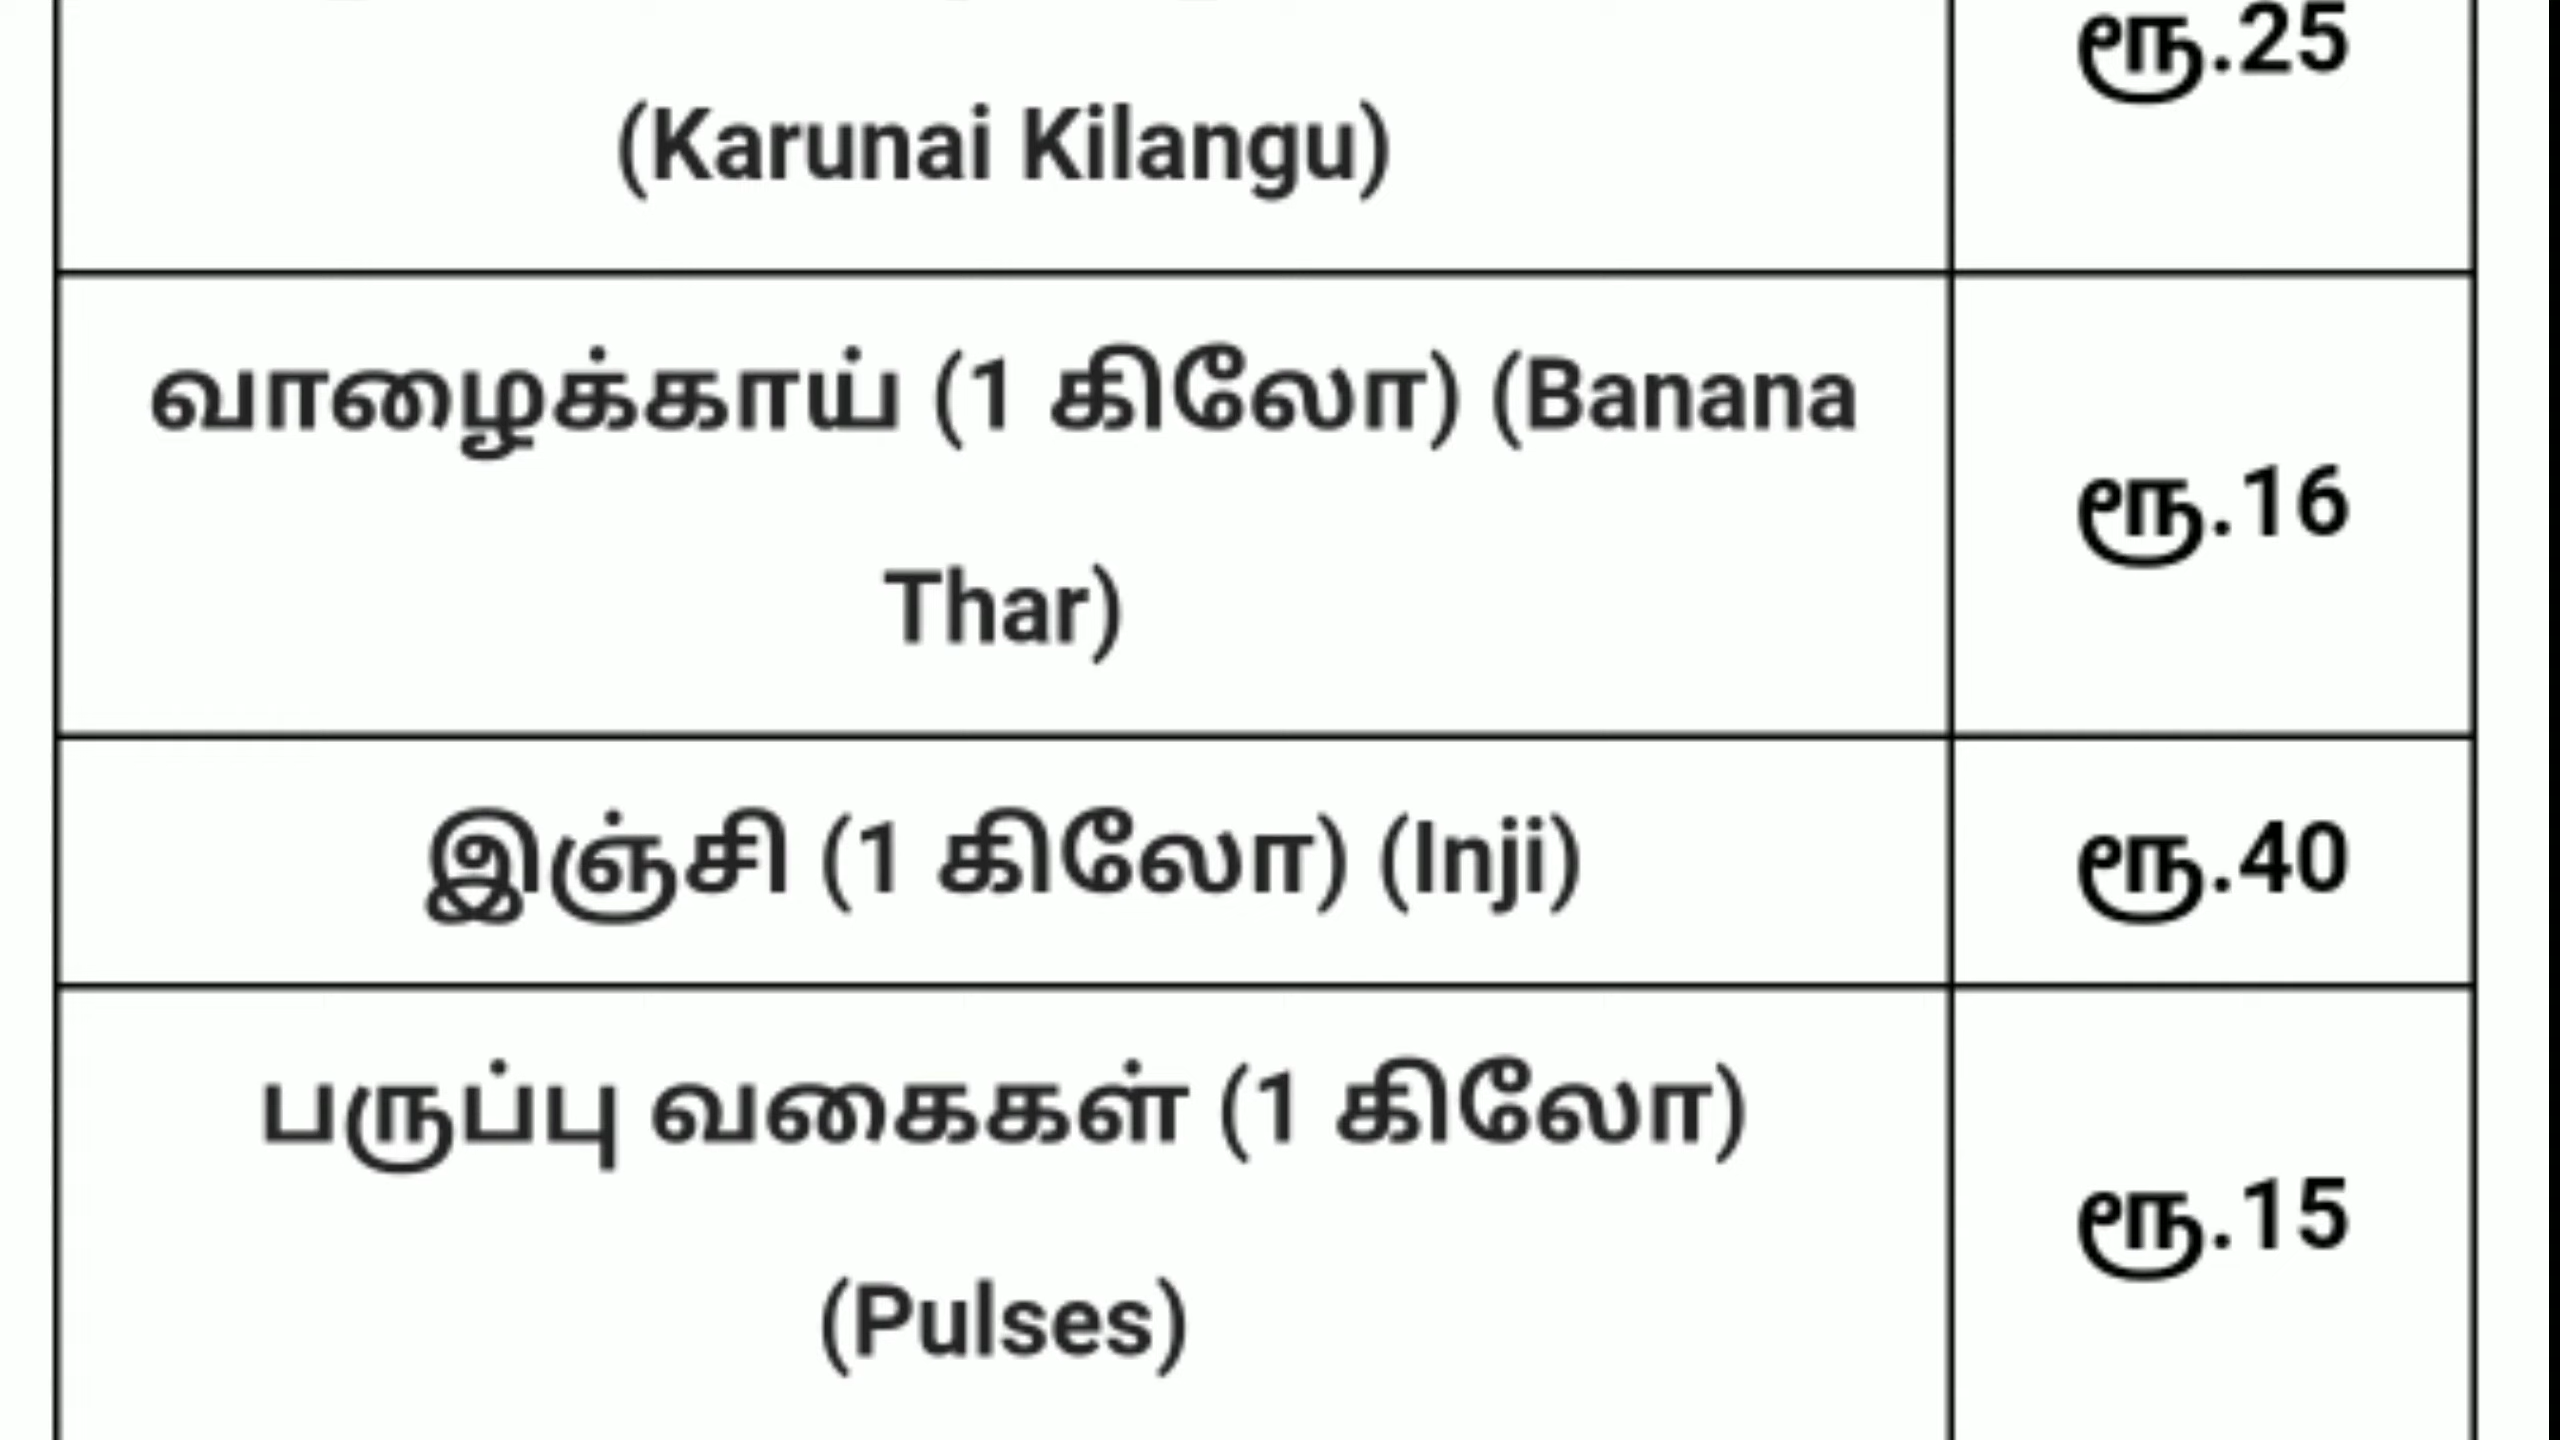 ரூ.25
(Karunai Kilangu)
வாழைக்காய் (1 கிலோ) (Banana
Thar)
ரூ.16
இஞ்சி (1 கிலோ) (Inji)
ரூ.40
பருப்பு வகைகள் (1 கிலோ)
(Pulses)
ரூ.15